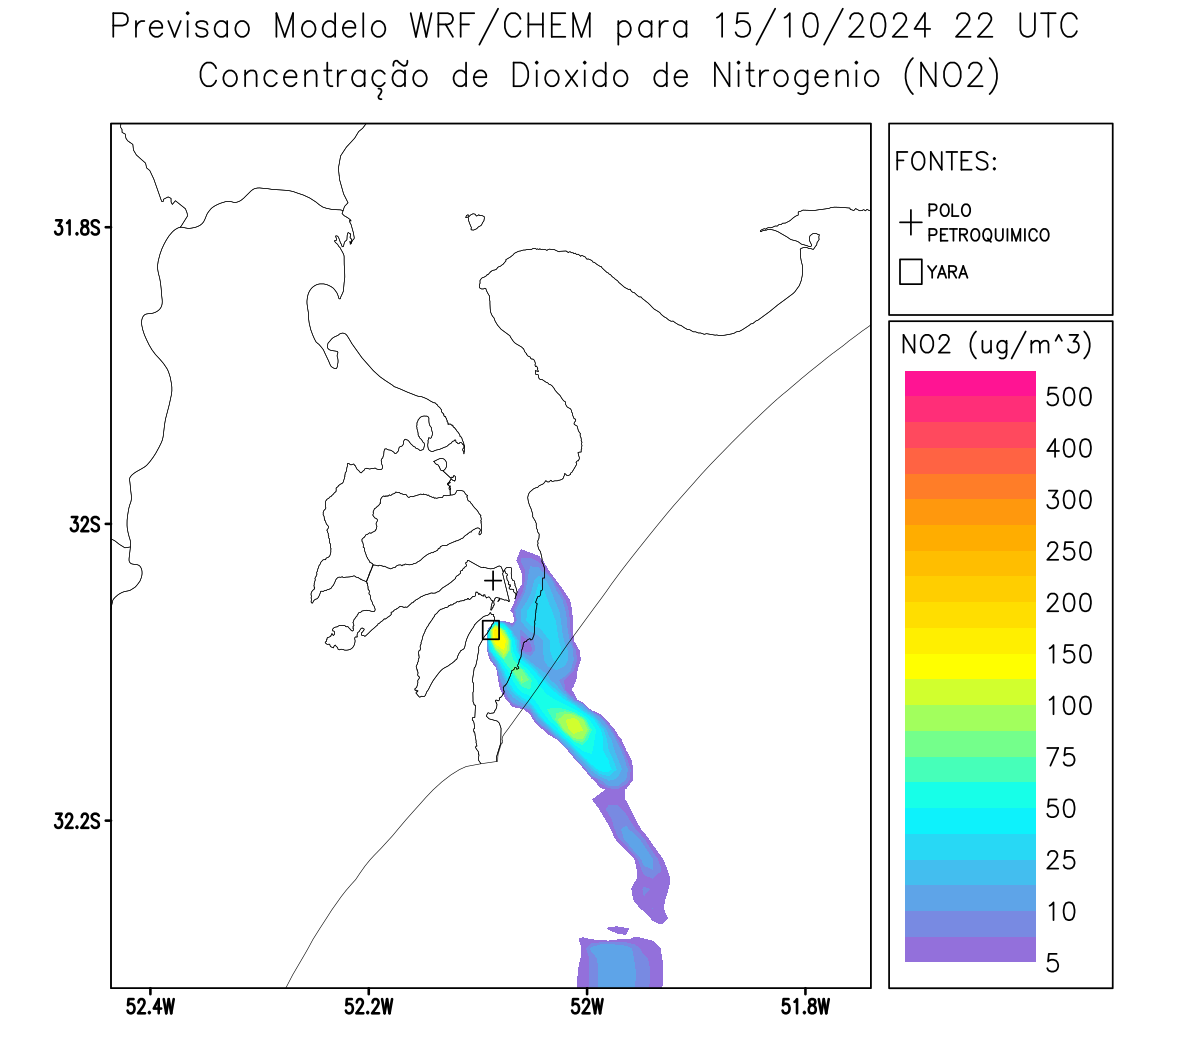 Previsao Modelo WRF/CHEM para 15/10/2024 22 UTC
Concentração de Dioxido de Nitrogenio (NO2)
FONTES:
POLO
PETROQUIMICO
YARA
NO2 (ug/m^3)
500
400
300
250
200
150
100
75
50
25
10
5
31.8S
32S
32.2S
52.4W
52.2W
52W
51.8W